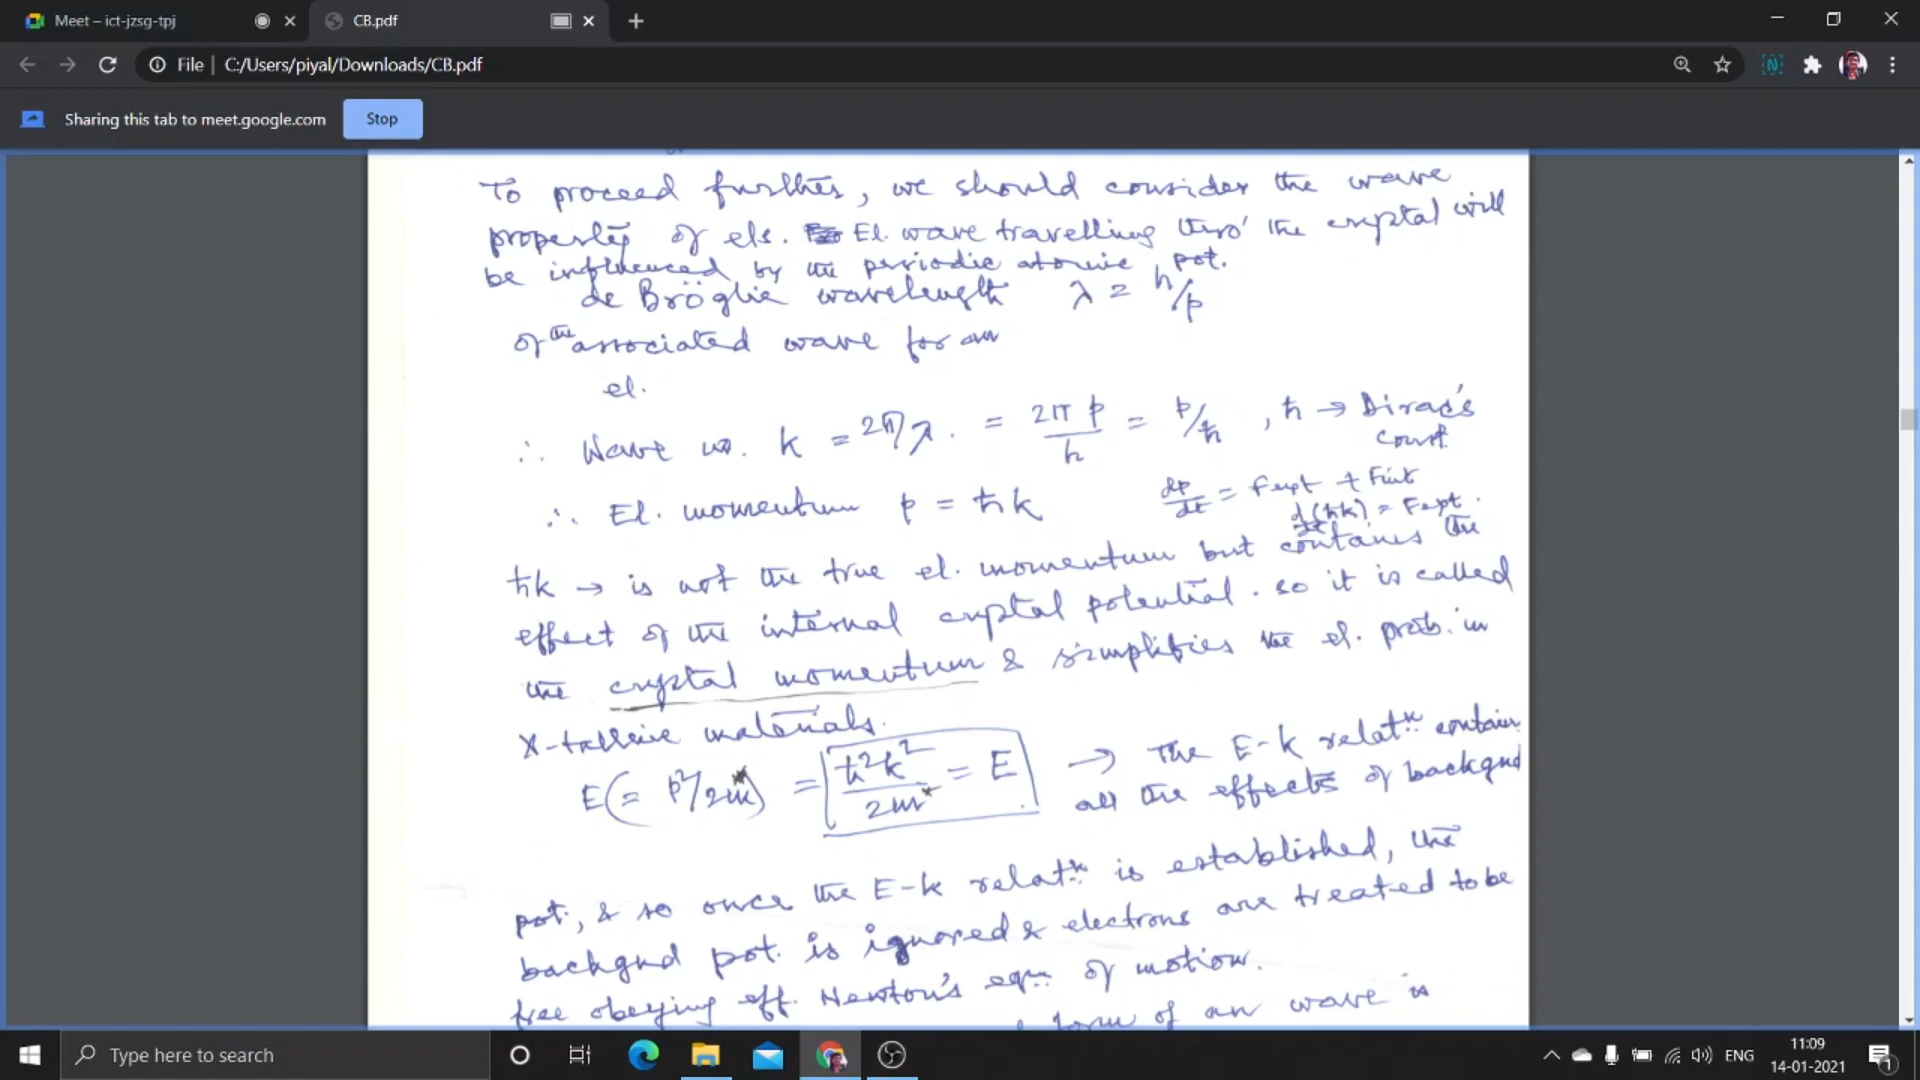 Meet – ict-jzsg-tpj
CB.pdf
File | C:/Users/piyal/Downloads/CB.pdf
Sharing this tab to meet.google.com Stop
To proceed further, we should consider the wave
property of els. El. wave travelling thro' the crystal will
be influenced by the periodic atomic pot.
de Bröglie wavelength λ = h/p
of the associated wave for an
el.
∴ Wave no. k = 2π/λ. = 2π p/h = p/ħ , ħ → Dirac's
const.
∴ El. momentum p = ħk
dp/dt = Fext + Fint
d(ħk)/dt = Fext.
ħk → is not the true el. momentum but contains the
effect of the internal crystal potential. so it is called
the crystal momentum & simplifies the el. prob. in
X-talline materials.
E(= p²/2m*) = ħ²k²/2m* = E → The E-k relatn contain
all the effects of backgnd
pot., & so once the E-k relatn is established, the
backgnd pot. is ignored & electrons are treated to be
free obeying eff. Newton's eqn. of motion.
form of an wave is
Type here to search
ENG
11:09
14-01-2021
1